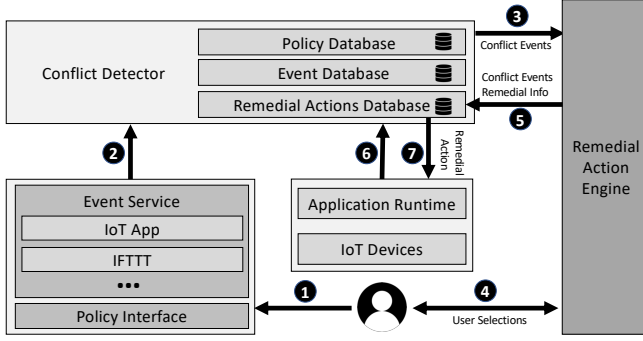 3
Policy Database
Conflict Events
Conflict Detector
Event Database
Conflict Events
Remedial Info
Remedial Actions Database
5
2
6
7
Remedial
Action
Remedial
Action
Engine
Event Service
IoT App
IFTTT
•••
Policy Interface
Application Runtime
IoT Devices
1
4
User Selections